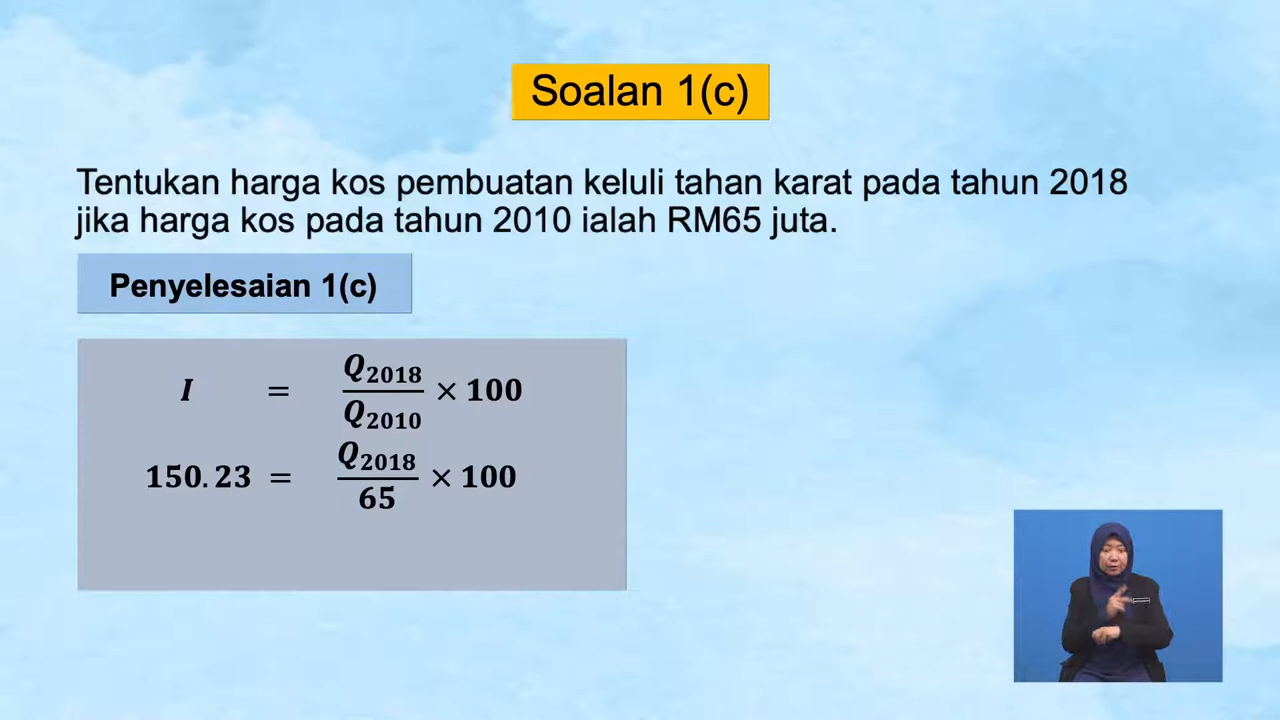 Soalan 1(c)
Tentukan harga kos pembuatan keluli tahan karat pada tahun 2018
jika harga kos pada tahun 2010 ialah RM65 juta.
Penyelesaian 1(c)
I = Q₂₀₁₈/Q₂₀₁₀ × 100
150.23 = Q₂₀₁₈/65 × 100